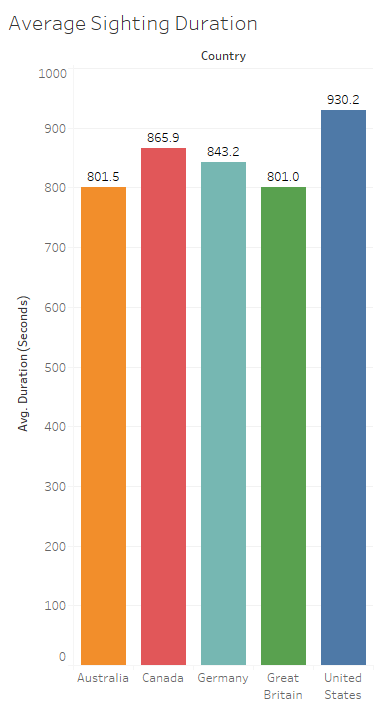 Average Sighting Duration
Country
1000
900
800
700
600
500
400
300
200
100
0
Avg. Duration (Seconds)
801.5
865.9
843.2
801.0
930.2
Australia
Canada
Germany
Great
Britain
United
States